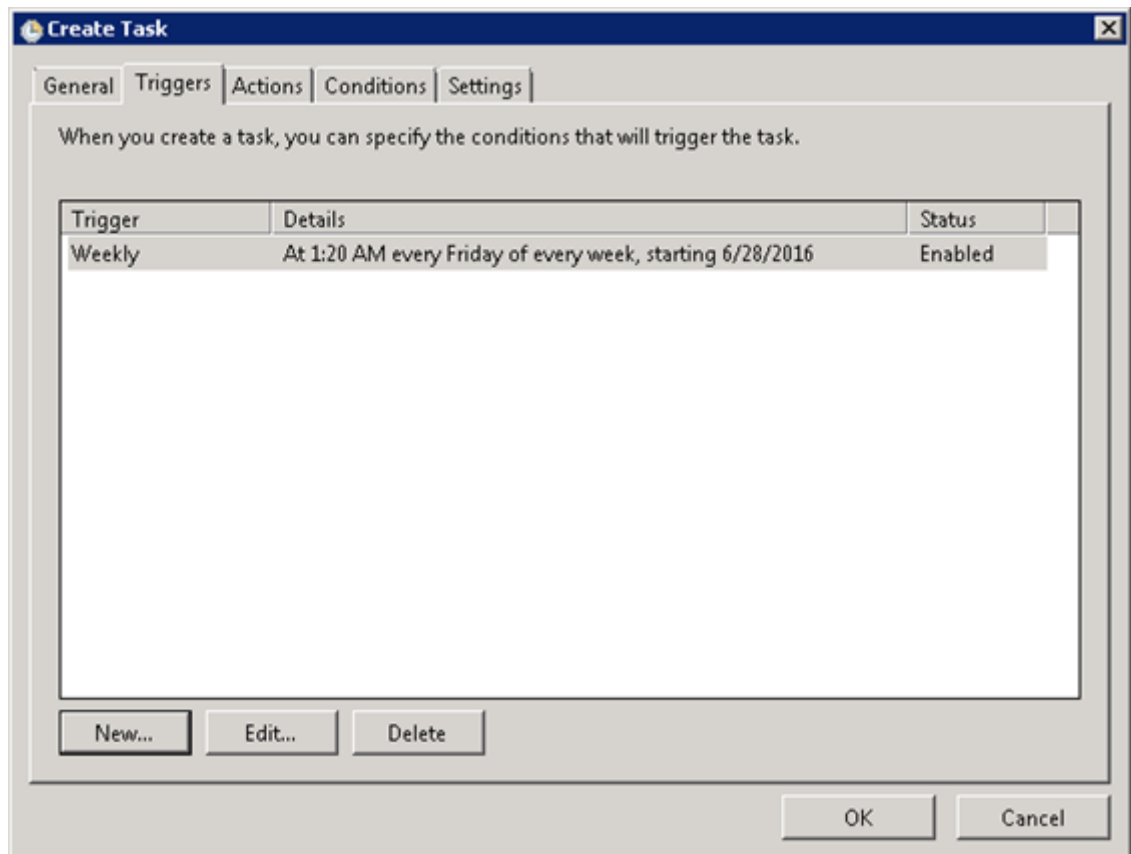 Create Task
General Triggers Actions Conditions Settings
When you create a task, you can specify the conditions that will trigger the task.
Trigger Details Status
Weekly At 1:20 AM every Friday of every week, starting 6/28/2016 Enabled
New... Edit... Delete
OK Cancel